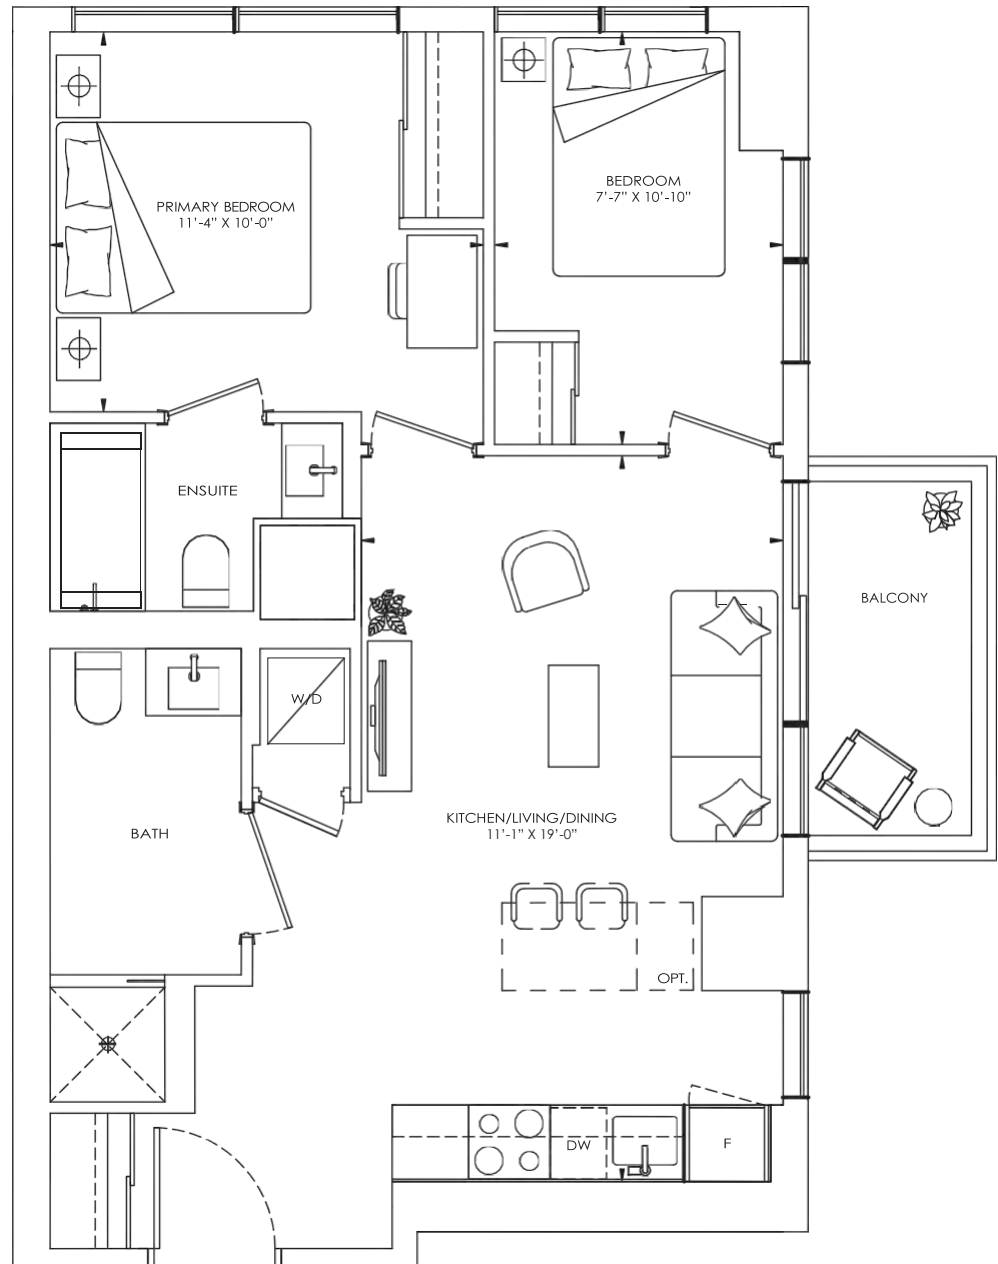 BEDROOM
7'-7" X 10'-10"
PRIMARY BEDROOM
11'-4" X 10'-0"
ENSUITE
BALCONY
W/D
KITCHEN/LIVING/DINING
11'-1" X 19'-0"
BATH
OPT.
DW
F